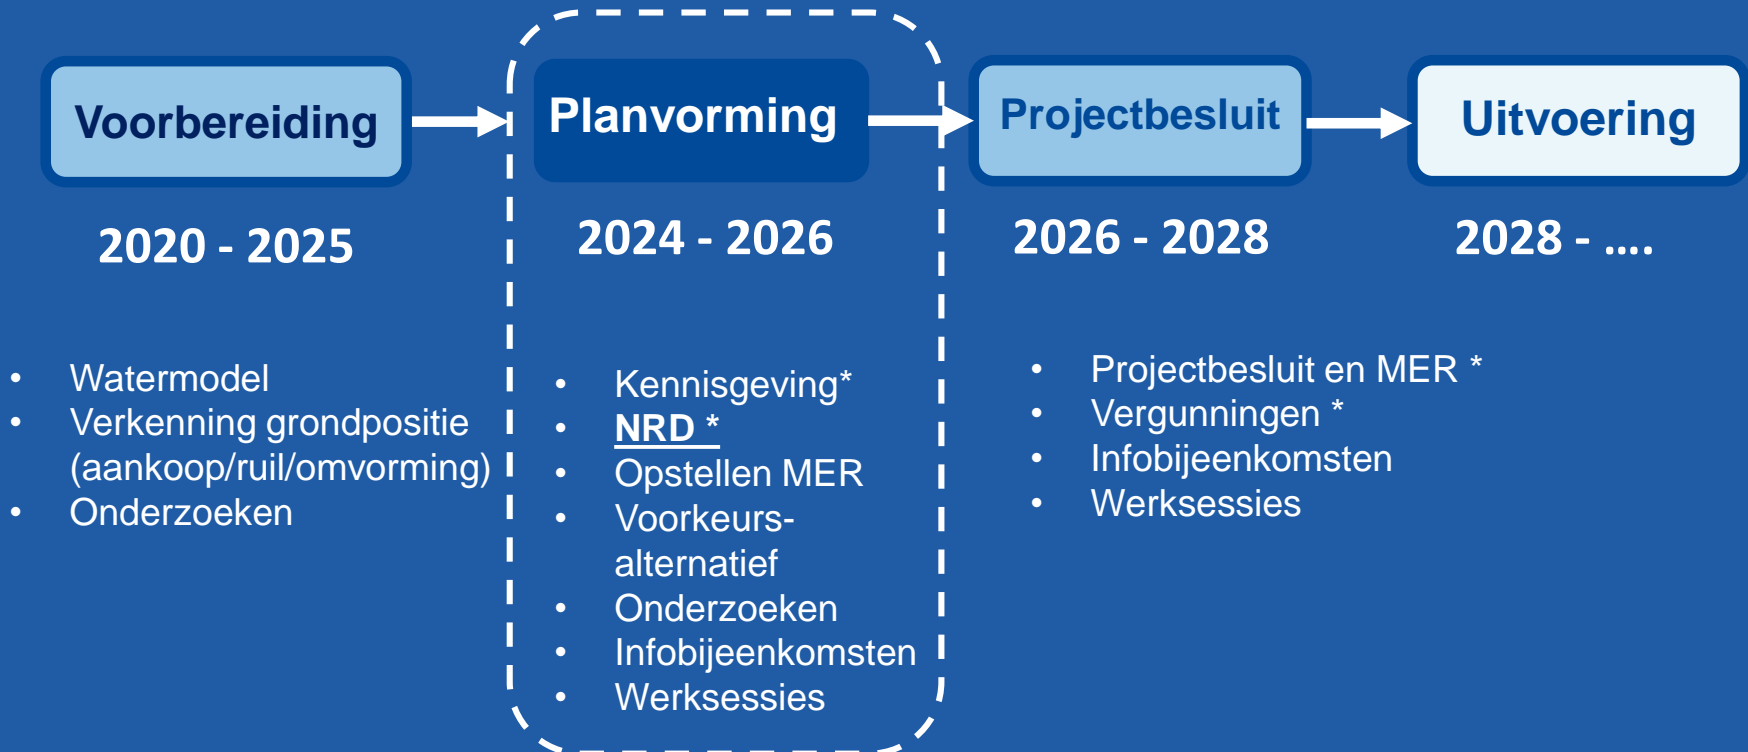 Voorbereiding
2020 - 2025
• Watermodel
• Verkenning grondpositie
(aankoop/ruil/omvorming)
• Onderzoeken
Planvorming
2024 - 2026
• Kennisgeving*
• NRD *
• Opstellen MER
• Voorkeurs-
alternatief
• Onderzoeken
• Infobijeenkomsten
• Werksessies
Projectbesluit
2026 - 2028
• Projectbesluit en MER *
• Vergunningen *
• Infobijeenkomsten
• Werksessies
Uitvoering
2028 - ....